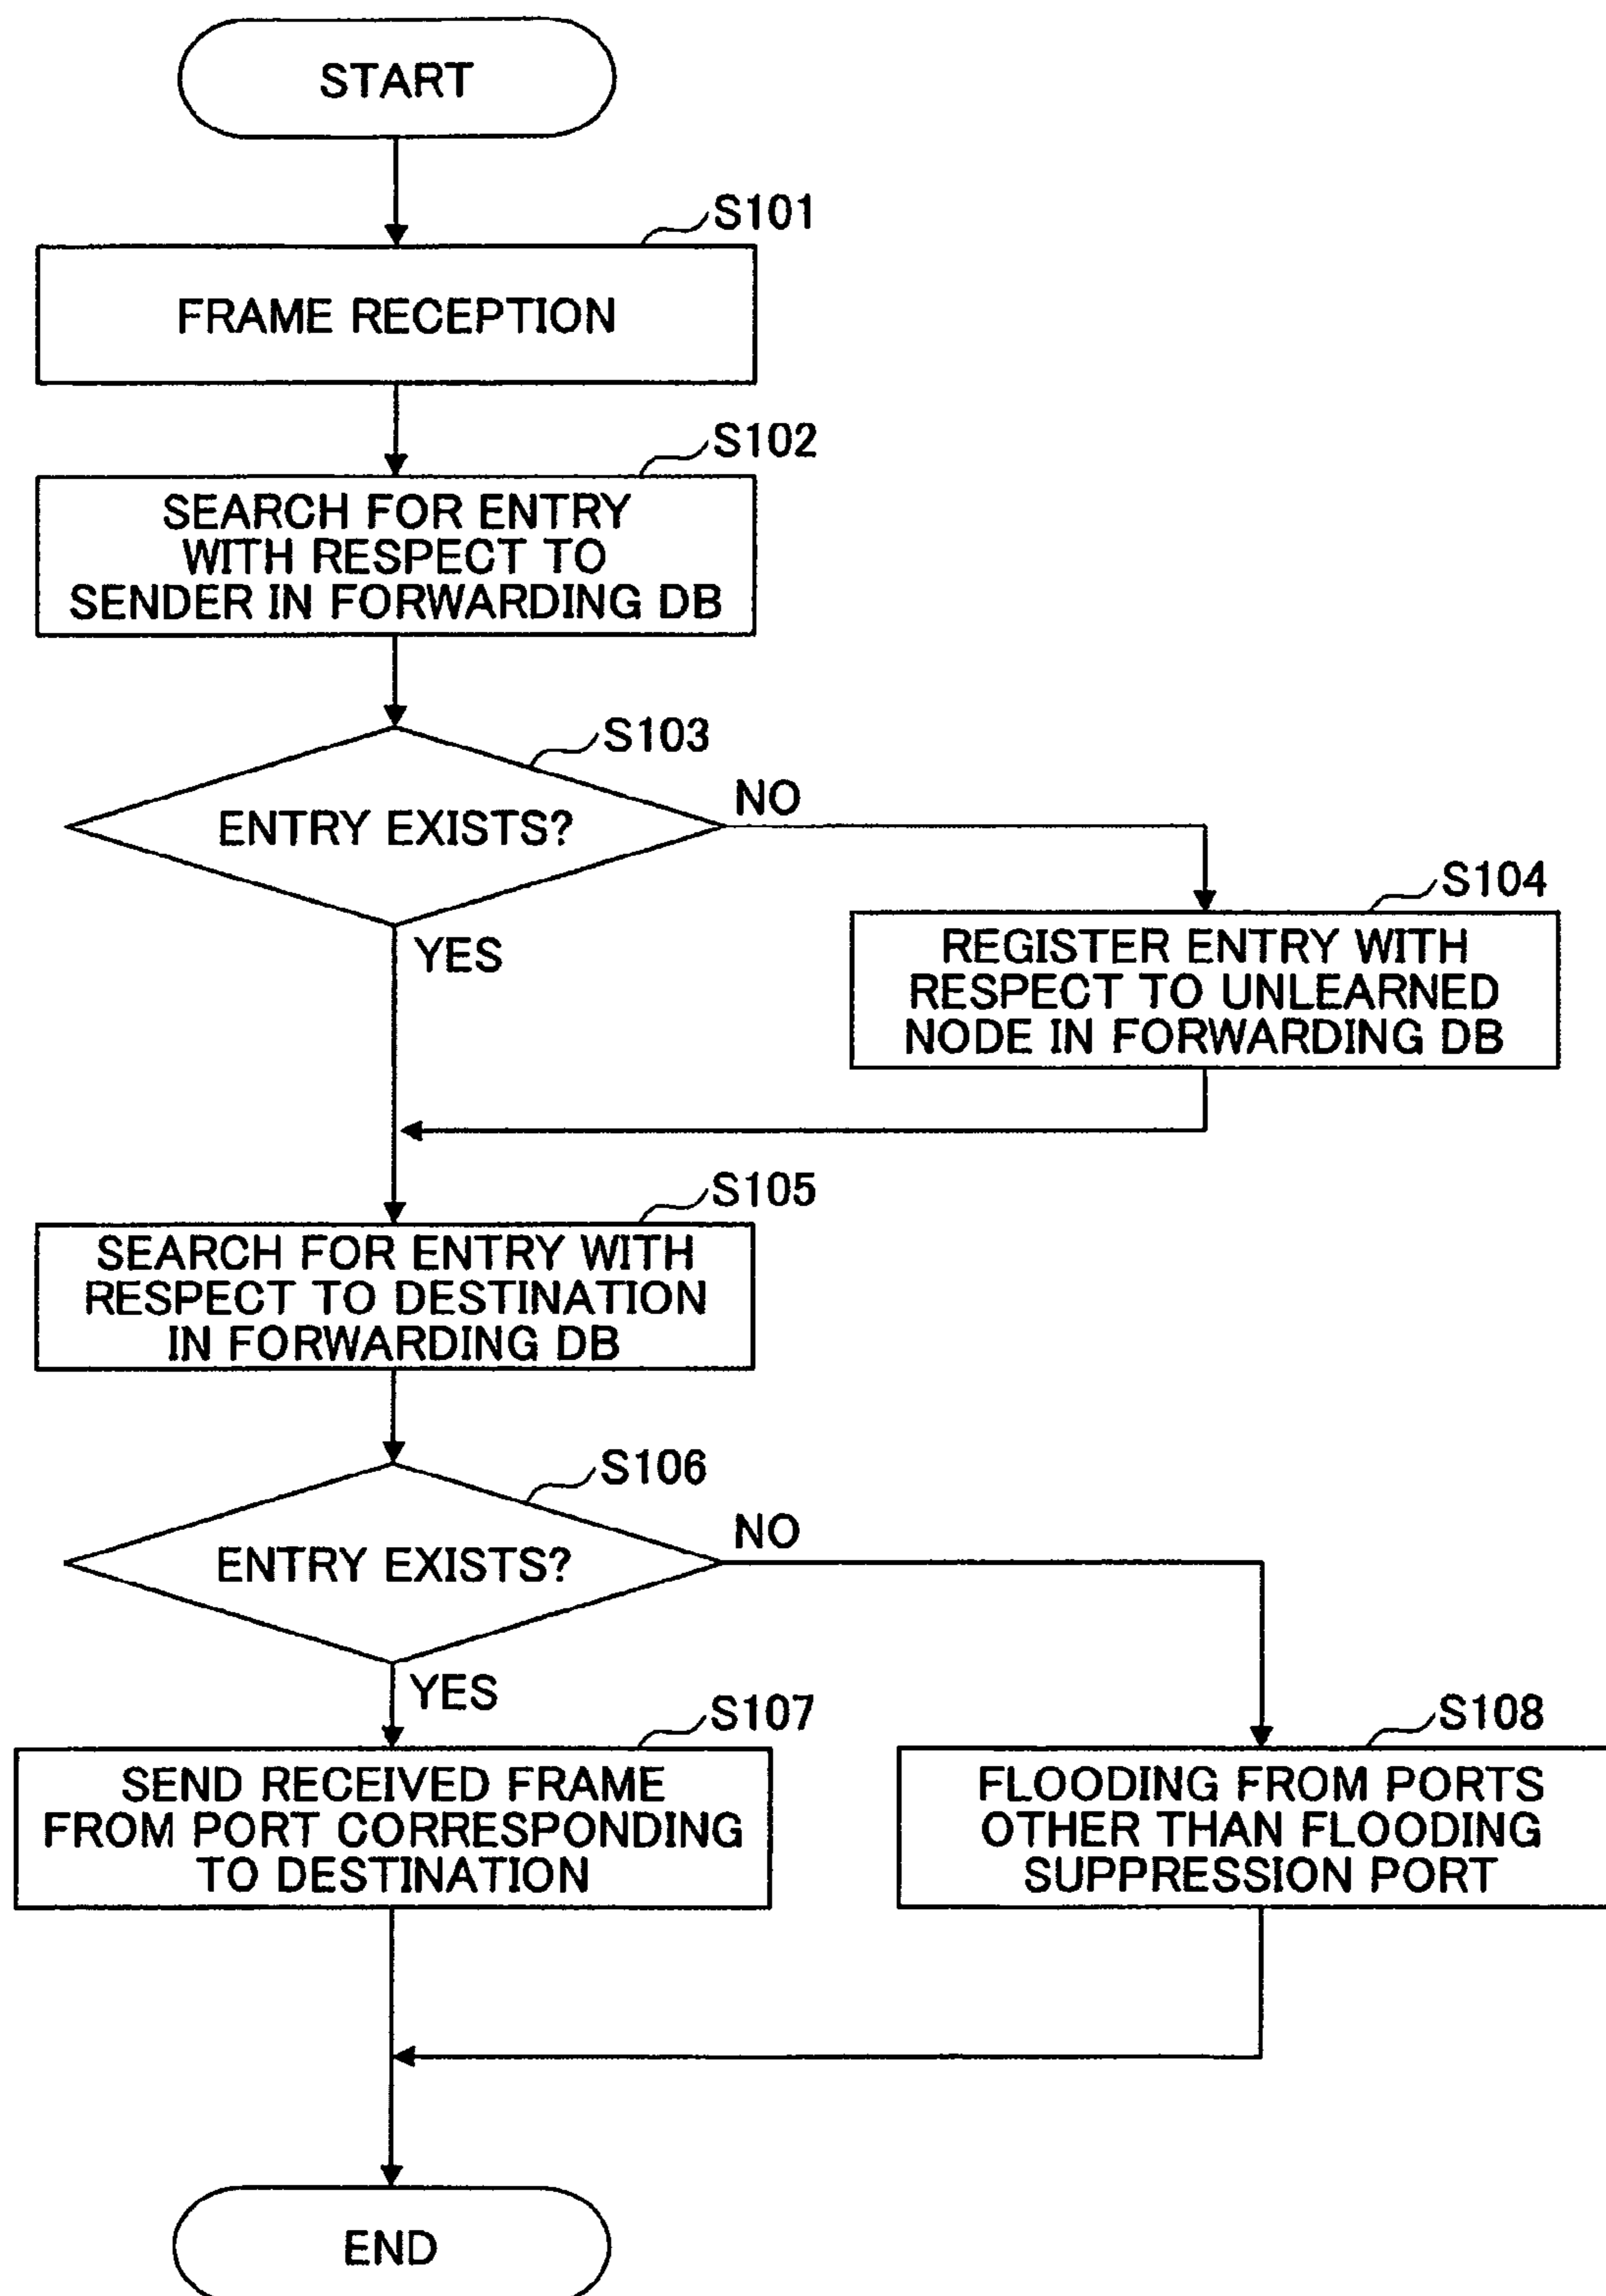 START
S101
FRAME RECEPTION
S102
SEARCH FOR ENTRY
WITH RESPECT TO
SENDER IN FORWARDING DB
S103
ENTRY EXISTS?
NO
YES
S104
REGISTER ENTRY WITH
RESPECT TO UNLEARNED
NODE IN FORWARDING DB
S105
SEARCH FOR ENTRY WITH
RESPECT TO DESTINATION
IN FORWARDING DB
S106
ENTRY EXISTS?
NO
YES
S107
SEND RECEIVED FRAME
FROM PORT CORRESPONDING
TO DESTINATION
S108
FLOODING FROM PORTS
OTHER THAN FLOODING
SUPPRESSION PORT
END